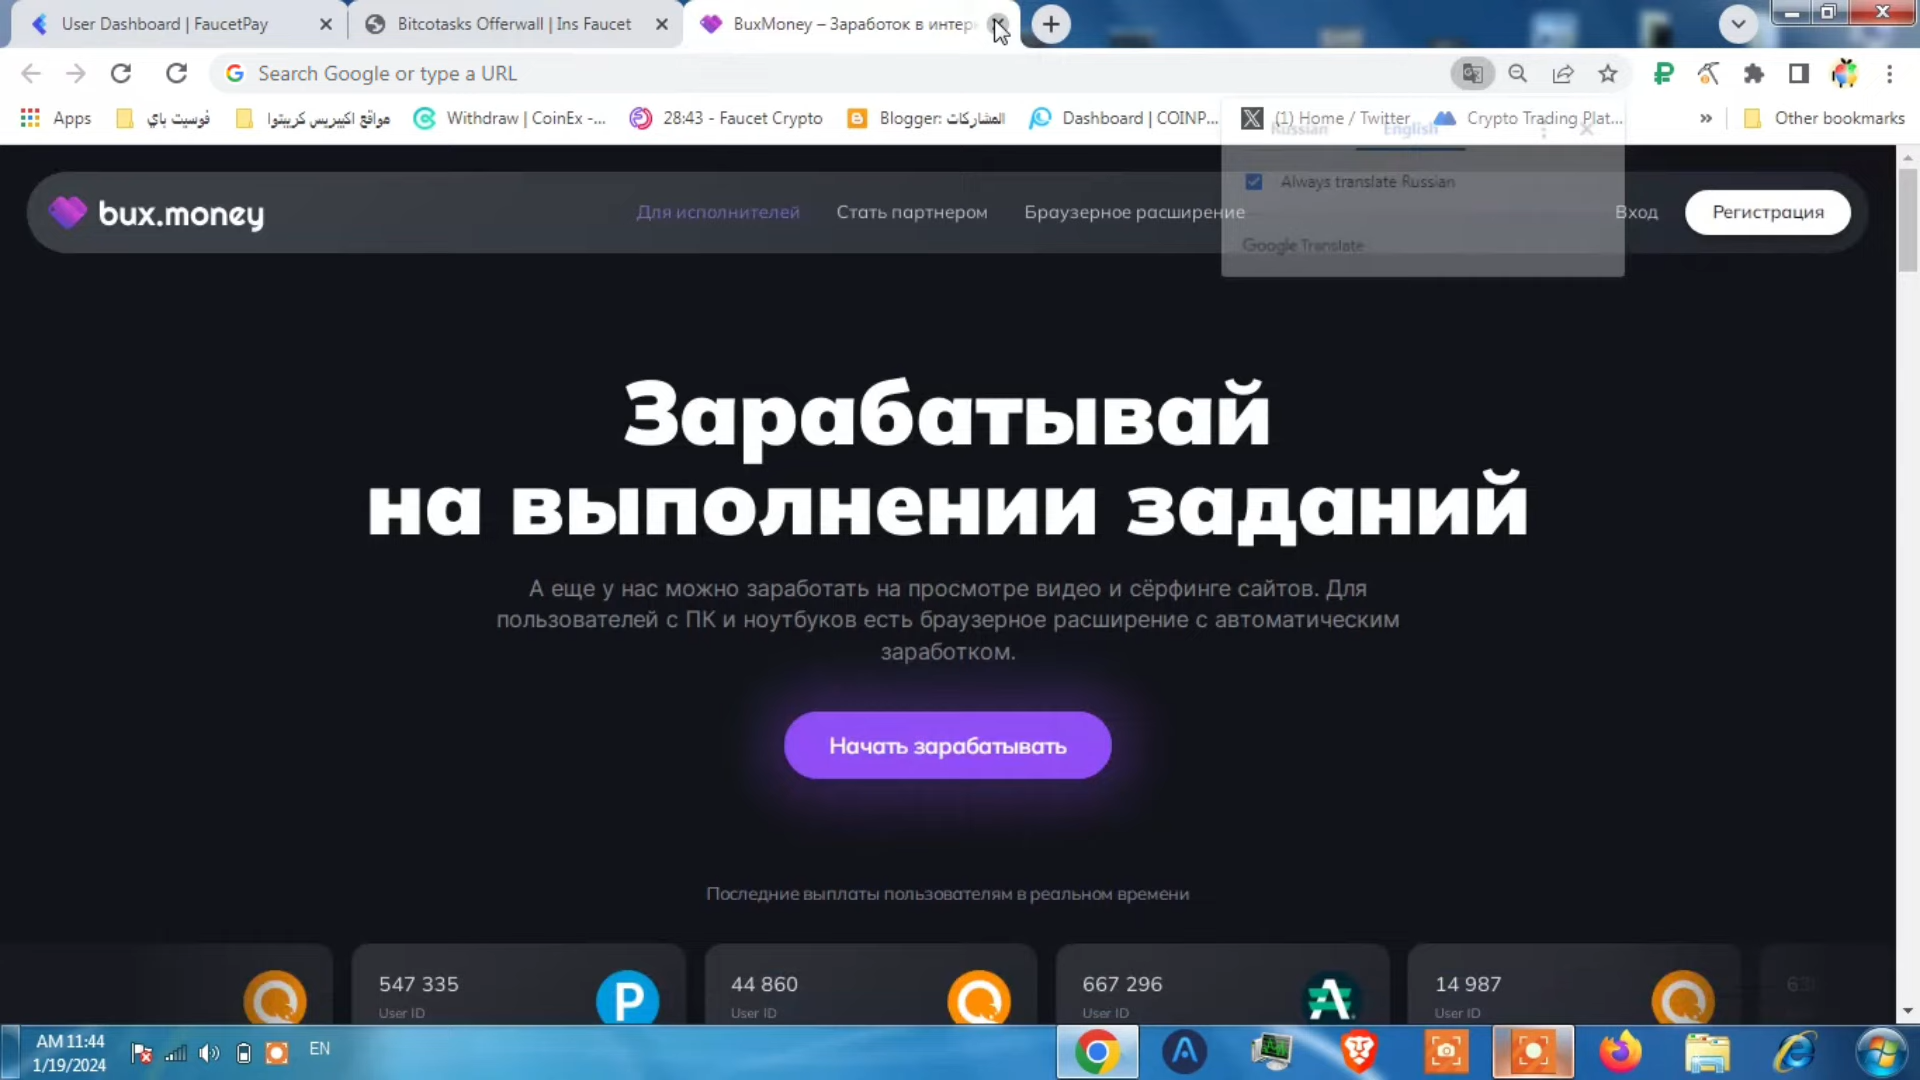 User Dashboard | FaucetPay
Bitcotasks Offerwall | Ins Faucet
BuxMoney – Заработок в интер
Search Google or type a URL
Apps
فوسيت باي
مواقع اكبيريس كريبتوا
Withdraw | CoinEx -...
28:43 - Faucet Crypto
Blogger: المشاركات
Dashboard | COINP...
(1) Home / Twitter
Crypto Trading Plat...
»
Other bookmarks
Russian
English
Always translate Russian
Google Translate
bux.money
Для исполнителей
Стать партнером
Браузерное расширение
Вход
Регистрация
Зарабатывай
на выполнении заданий
А еще у нас можно заработать на просмотре видео и сёрфинге сайтов. Для
пользователей с ПК и ноутбуков есть браузерное расширение с автоматическим
заработком.
Начать зарабатывать
Последние выплаты пользователям в реальном времени
547 335
User ID
44 860
User ID
667 296
User ID
14 987
User ID
AM 11:44
1/19/2024
EN